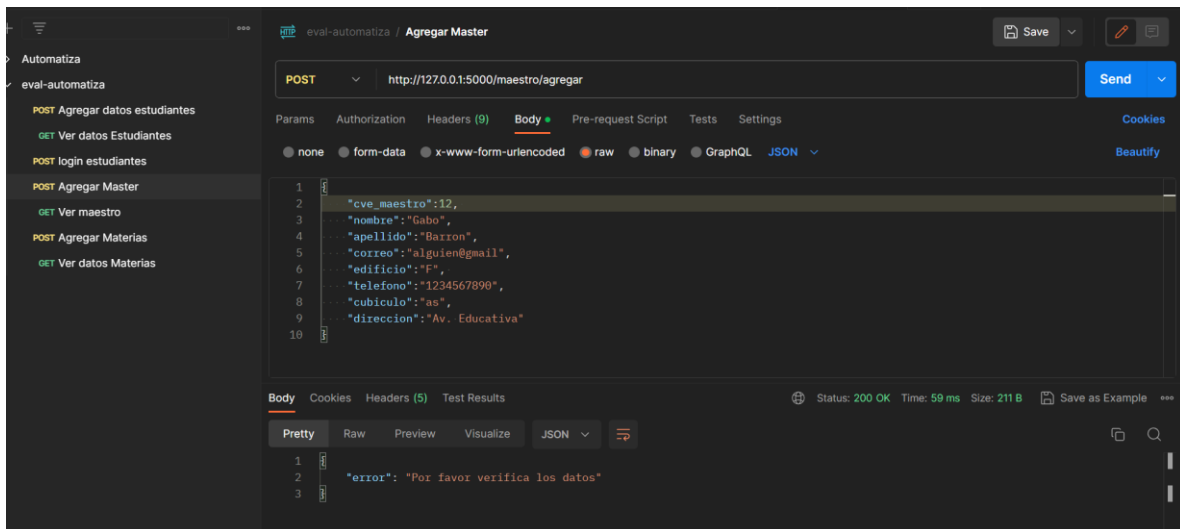 eval-automatiza / Agregar Master
Save
Automatiza
eval-automatiza
POST Agregar datos estudiantes
GET Ver datos Estudiantes
POST login estudiantes
POST Agregar Master
GET Ver maestro
POST Agregar Materias
GET Ver datos Materias
POST http://127.0.0.1:5000/maestro/agregar Send
Params Authorization Headers (9) Body Pre-request Script Tests Settings Cookies
none form-data x-www-form-urlencoded raw binary GraphQL JSON Beautify
1 {
2 "cve_maestro":12,
3 "nombre":"Gabo",
4 "apellido":"Barron",
5 "correo":"alguien@gmail",
6 "edificio":"F",
7 "telefono":"1234567890",
8 "cubiculo":"as",
9 "direccion":"Av. Educativa"
10 }
Body Cookies Headers (5) Test Results Status: 200 OK Time: 59 ms Size: 211 B Save as Example
Pretty Raw Preview Visualize JSON
1 {
2 "error": "Por favor verifica los datos"
3 }